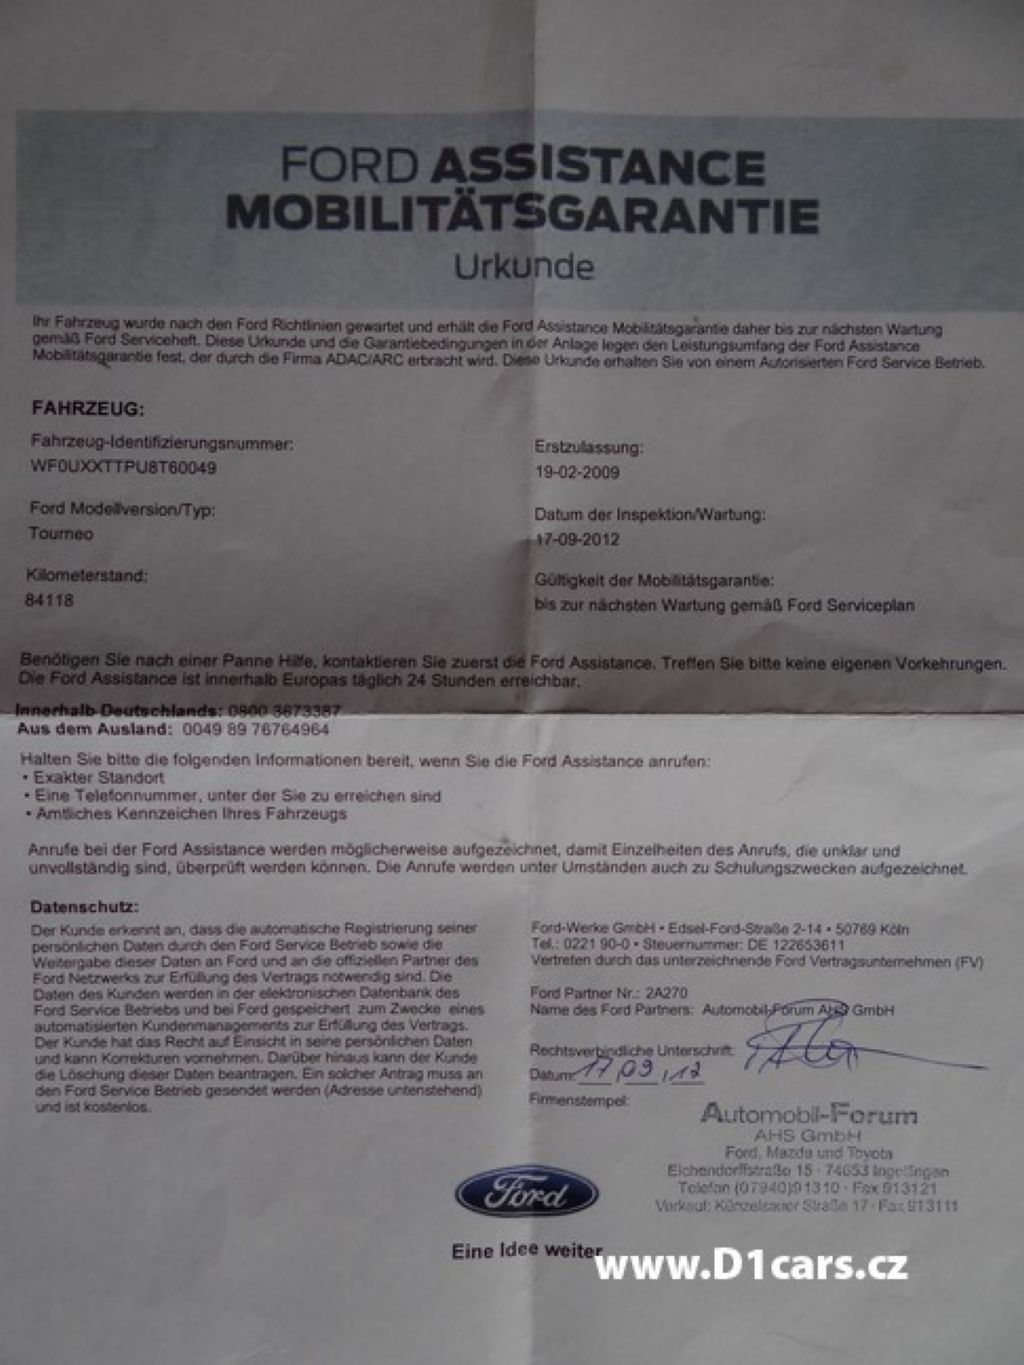 FORD ASSISTANCE
MOBILITÄTSGARANTIE
Urkunde
Ihr Fahrzeug wurde nach den Ford Richtlinien gewartet und erhält die Ford Assistance Mobilitätsgarantie daher bis zur nächsten Wartung
gemäß Ford Serviceheft. Diese Urkunde und die Garantiebedingungen in der Anlage legen den Leistungsumfang der Ford Assistance
Mobilitätsgarantie fest, der durch die Firma ADAC/ARC erbracht wird. Diese Urkunde erhalten Sie von einem Autorisierten Ford Service Betrieb.
FAHRZEUG:
Fahrzeug-Identifizierungsnummer:
WF0UXXTTPU8T60049
Erstzulassung:
19-02-2009
Ford Modellversion/Typ:
Tourneo
Datum der Inspektion/Wartung:
17-09-2012
Kilometerstand:
84118
Gültigkeit der Mobilitätsgarantie:
bis zur nächsten Wartung gemäß Ford Serviceplan
Benötigen Sie nach einer Panne Hilfe, kontaktieren Sie zuerst die Ford Assistance. Treffen Sie bitte keine eigenen Vorkehrungen.
Die Ford Assistance ist innerhalb Europas täglich 24 Stunden erreichbar.
Innerhalb Deutschlands: 0800 3673387
Aus dem Ausland: 0049 89 76764964
Halten Sie bitte die folgenden Informationen bereit, wenn Sie die Ford Assistance anrufen:
• Exakter Standort
• Eine Telefonnummer, unter der Sie zu erreichen sind
• Amtliches Kennzeichen Ihres Fahrzeugs
Anrufe bei der Ford Assistance werden möglicherweise aufgezeichnet, damit Einzelheiten des Anrufs, die unklar und
unvollständig sind, überprüft werden können. Die Anrufe werden unter Umständen auch zu Schulungszwecken aufgezeichnet.
Datenschutz:
Der Kunde erkennt an, dass die automatische Registrierung seiner
persönlichen Daten durch den Ford Service Betrieb sowie die
Weitergabe dieser Daten an Ford und an die offiziellen Partner des
Ford Netzwerks zur Erfüllung des Vertrags notwendig sind. Die
Daten des Kunden werden in der elektronischen Datenbank des
Ford Service Betriebs und bei Ford gespeichert zum Zwecke eines
automatisierten Kundenmanagements zur Erfüllung des Vertrags.
Der Kunde hat das Recht auf Einsicht in seine persönlichen Daten
und kann Korrekturen vornehmen. Darüber hinaus kann der Kunde
die Löschung dieser Daten beantragen. Ein solcher Antrag muss an
den Ford Service Betrieb gesendet werden (Adresse untenstehend)
und ist kostenlos.
Ford-Werke GmbH • Edsel-Ford-Straße 2-14 • 50769 Köln
Tel.: 0221 90-0 • Steuernummer: DE 122653611
Vertreten durch das unterzeichnende Ford Vertragsunternehmen (FV)
Ford Partner Nr.: 2A270
Name des Ford Partners: Automobil-Forum AHS GmbH
Rechtsverbindliche Unterschrift:
Datum: 17,09,12
Firmenstempel:
Automobil-Forum
AHS GmbH
Ford, Mazda und Toyota
Eichendorffstraße 15 · 74653 Ingelfingen
Telefon (07940)91310 · Fax 913121
Verkauf: Künzelsauer Straße 17 · Fax 913111
Ford
Eine Idee weiter
www.D1cars.cz